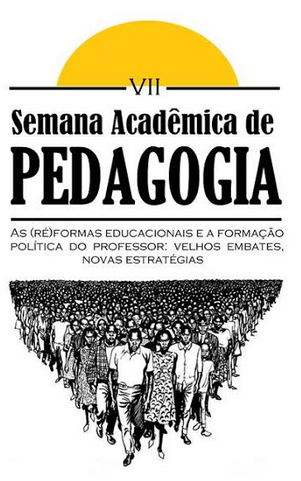 VII
Semana Acadêmica de
PEDAGOGIA
AS (RÉ)FORMAS EDUCACIONAIS E A FORMAÇÃO
POLÍTICA DO PROFESSOR: VELHOS EMBATES,
NOVAS ESTRATÉGIAS